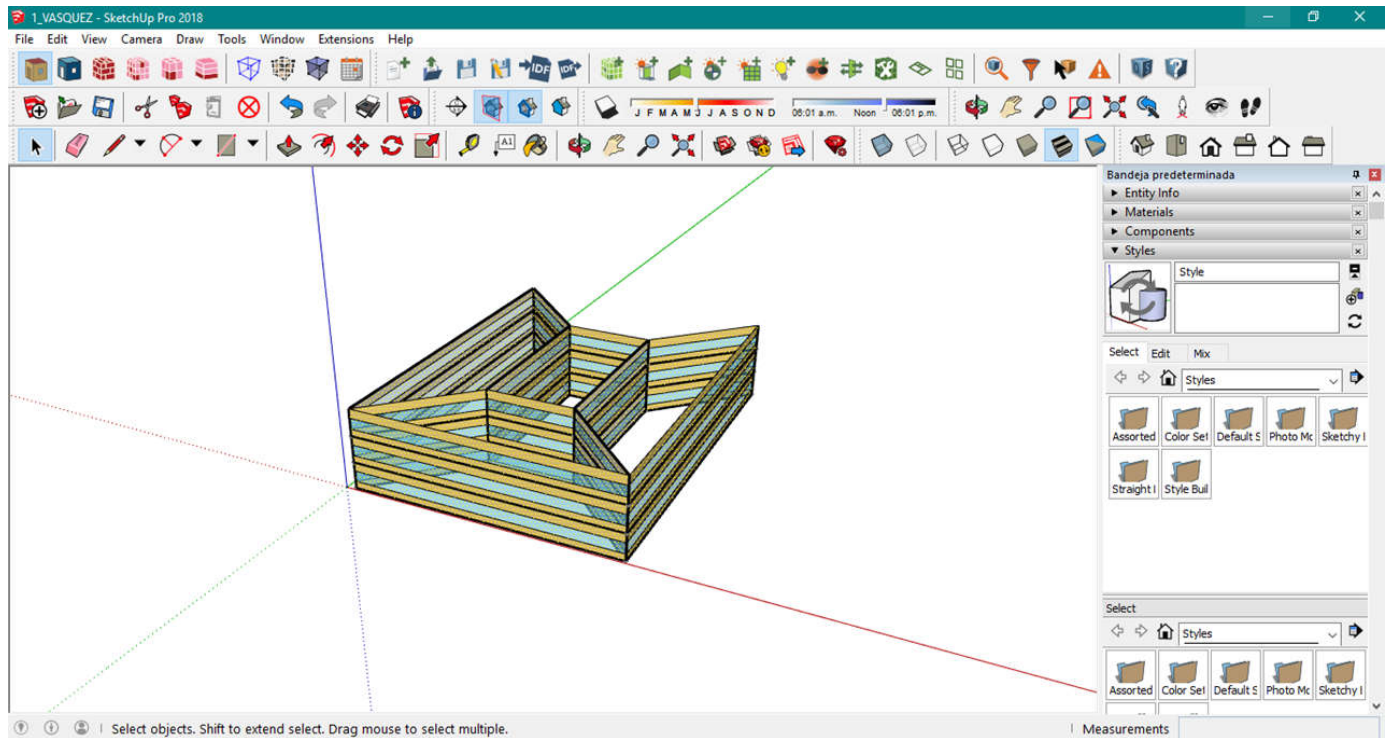 1_VASQUEZ - SketchUp Pro 2018
File Edit View Camera Draw Tools Window Extensions Help
IDF IDF+
J F M A M J J A S O N D 06:01 a.m. Noon 06:01 p.m.
A1
Bandeja predeterminada
Entity Info
Materials
Components
Styles
Style
Select Edit Mix
Styles
Assorted Color Set Default S Photo Mc Sketchy I
Straight I Style Buil
Select
Styles
Assorted Color Set Default S Photo Mc Sketchy I
Select objects. Shift to extend select. Drag mouse to select multiple. Measurements